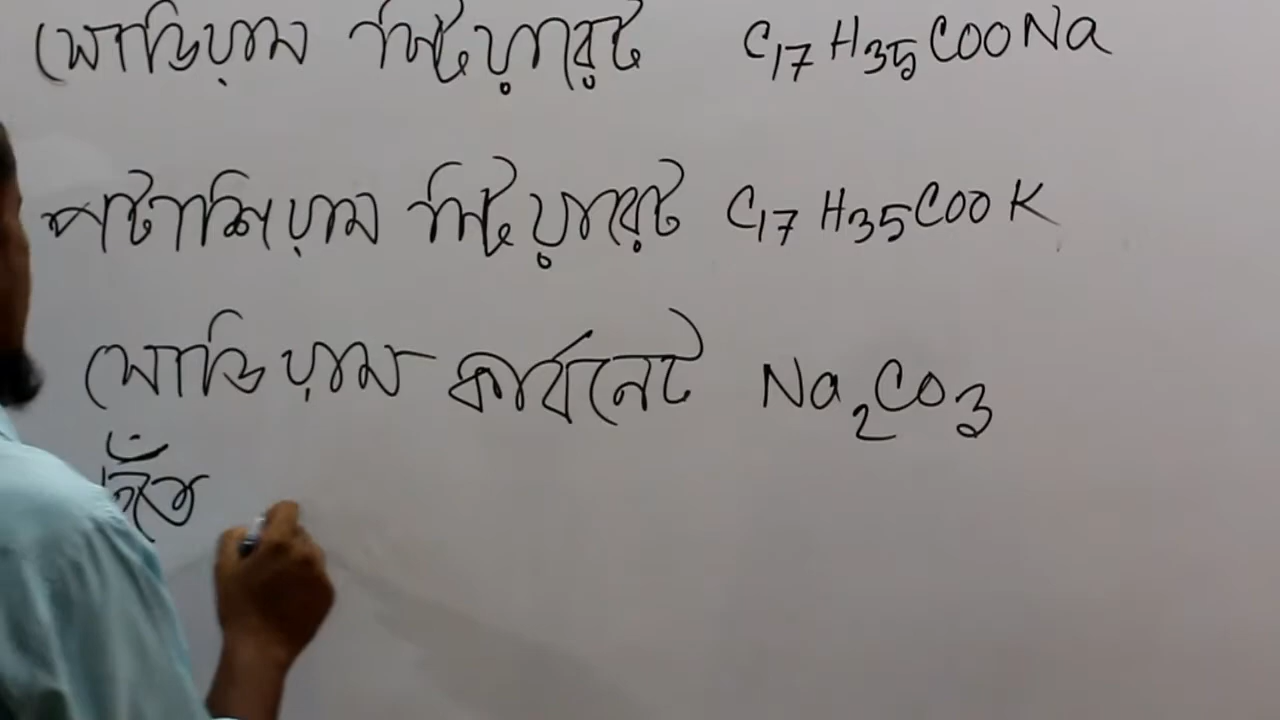 সোডিয়াম স্টিয়ারেট C₁₇H₃₅COONa
পটাশিয়াম স্টিয়ারেট C₁₇H₃₅COOK
সোডিয়াম কার্বনেট Na₂CO₃
তুঁত